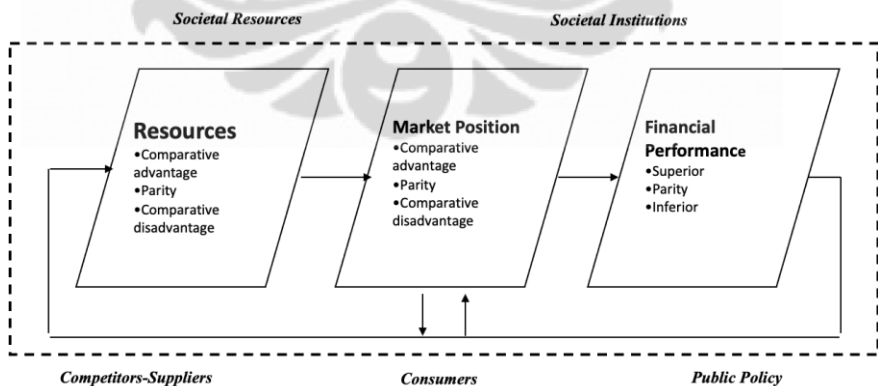 Societal Resources
Societal Institutions
Resources
•Comparative
advantage
•Parity
•Comparative
disadvantage
Market Position
•Comparative
advantage
•Parity
•Comparative
disadvantage
Financial
Performance
•Superior
•Parity
•Inferior
Competitors-Suppliers
Consumers
Public Policy